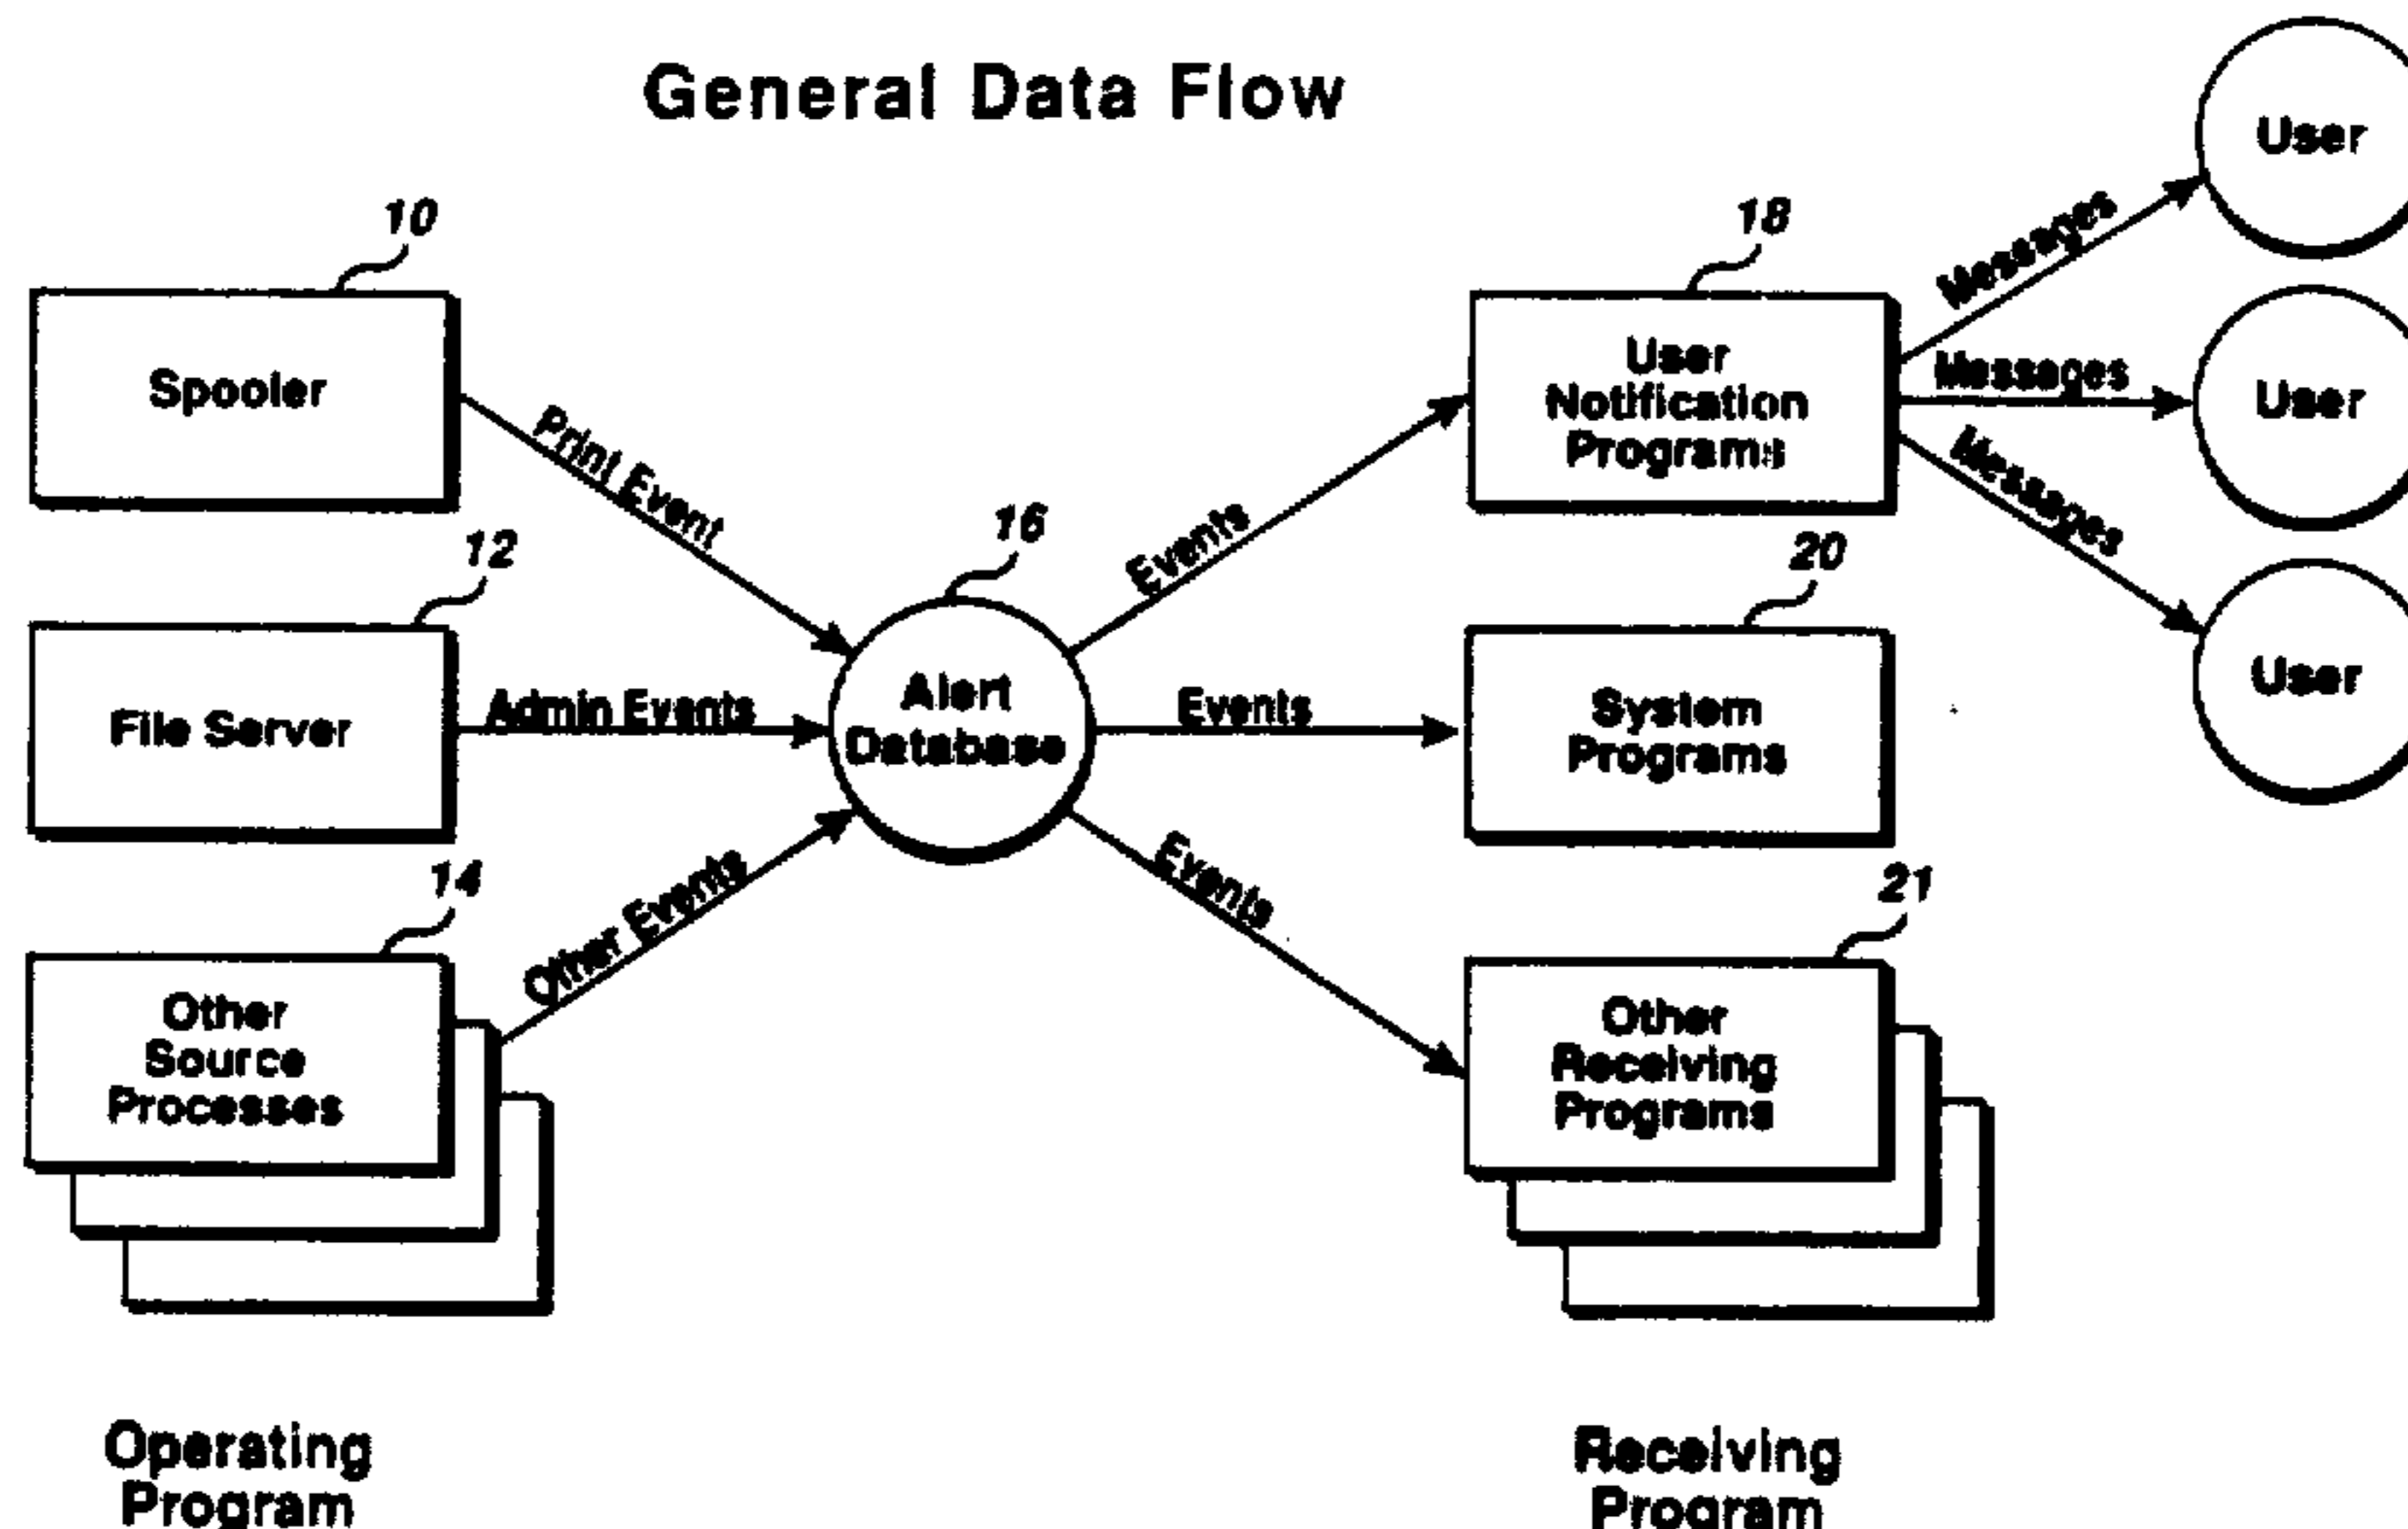 General Data Flow
10
Spooler
Print Event
12
File Server
Admin Events
14
Other
Source
Processes
Other Events
16
Alert
Database
Events
Events
Events
18
User
Notification
Programs
20
System
Programs
21
Other
Receiving
Programs
Messages
Messages
Messages
User
User
User
Operating
Program
Receiving
Program